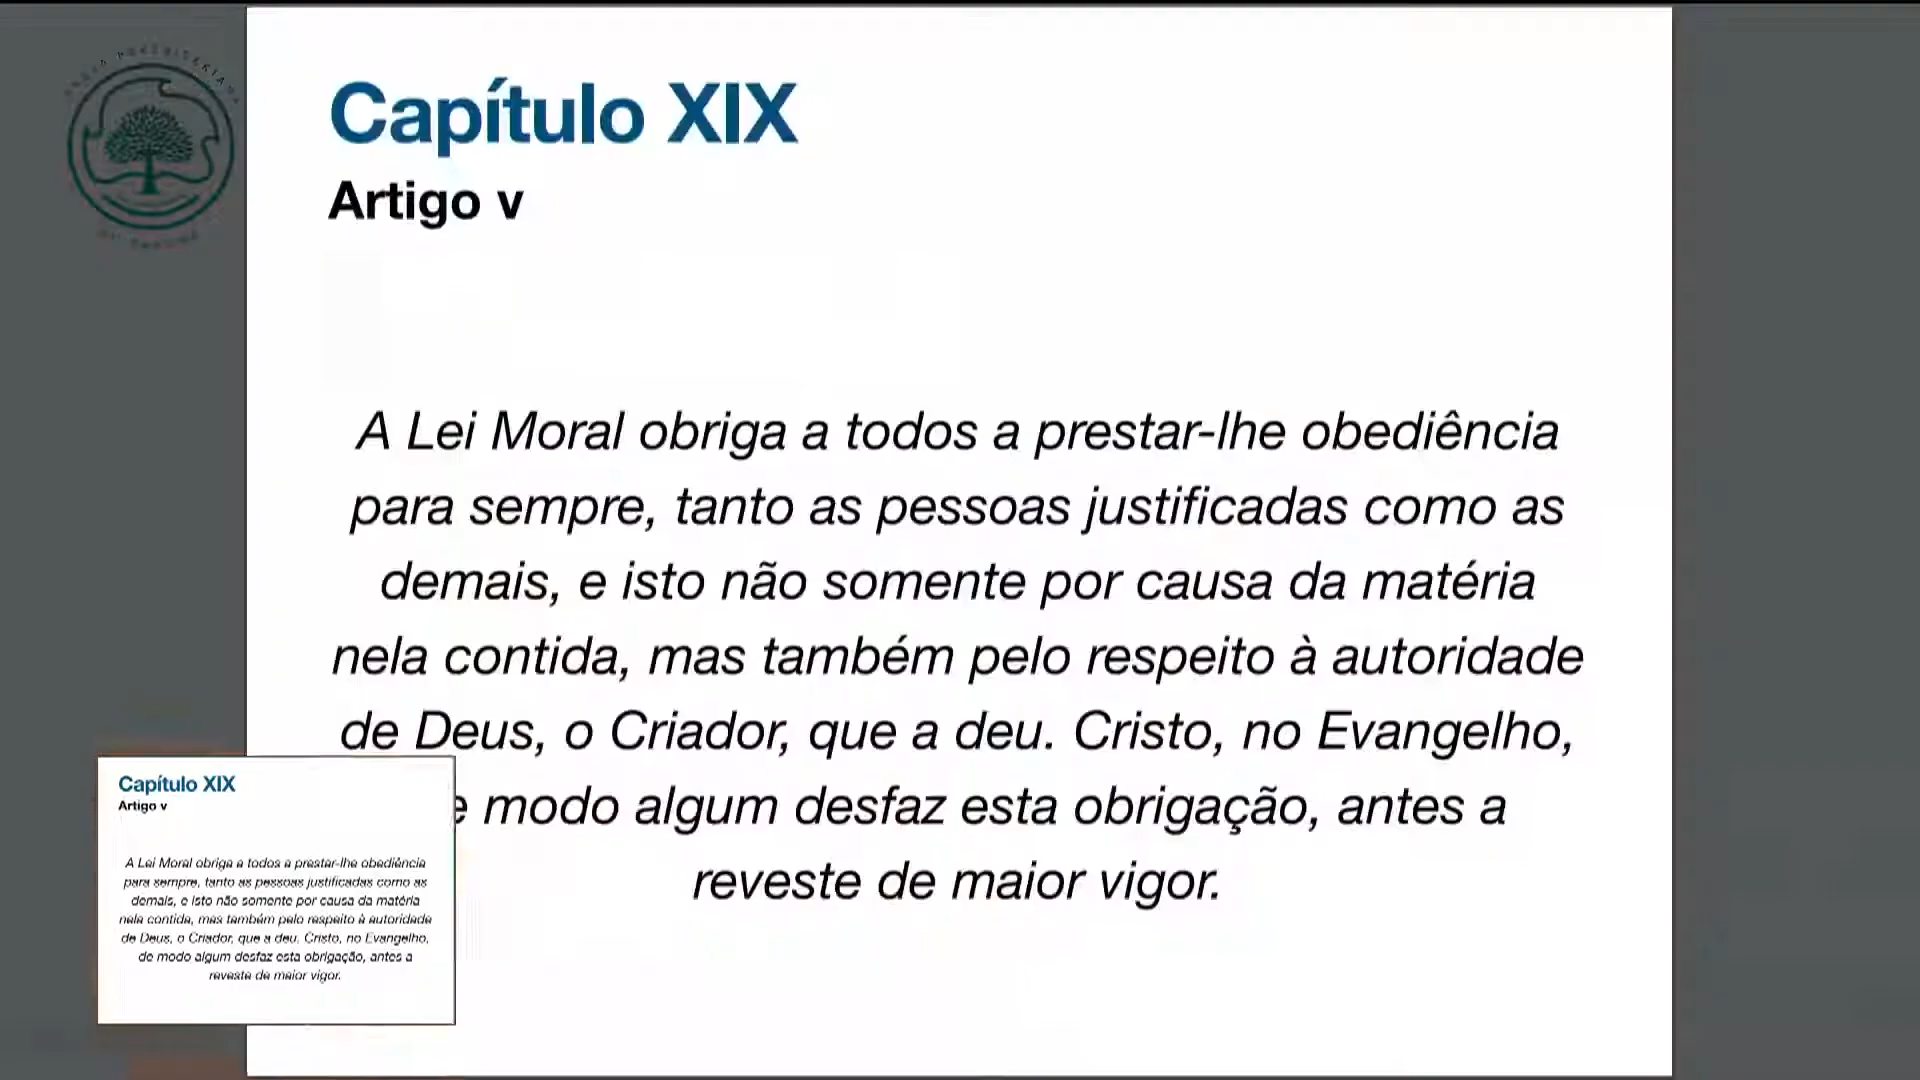 Capítulo XIX
Artigo v
A Lei Moral obriga a todos a prestar-lhe obediência
para sempre, tanto as pessoas justificadas como as
demais, e isto não somente por causa da matéria
nela contida, mas também pelo respeito à autoridade
de Deus, o Criador, que a deu. Cristo, no Evangelho,
e modo algum desfaz esta obrigação, antes a
reveste de maior vigor.
Capítulo XIX
Artigo v
A Lei Moral obriga a todos a prestar-lhe obediência
para sempre, tanto as pessoas justificadas como as
demais, e isto não somente por causa da matéria
nela contida, mas também pelo respeito à autoridade
de Deus, o Criador, que a deu. Cristo, no Evangelho,
de modo algum desfaz esta obrigação, antes a
reveste de maior vigor.